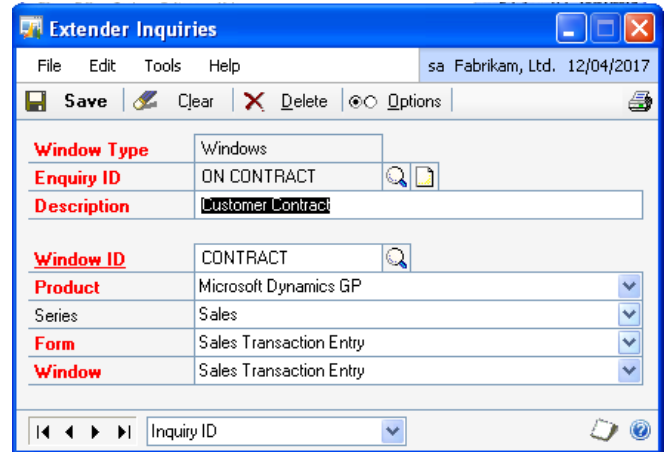 Extender Inquiries
File Edit Tools Help sa Fabrikam, Ltd. 12/04/2017
Save Clear Delete Options
Window Type Windows
Enquiry ID ON CONTRACT
Description Customer Contract
Window ID CONTRACT
Product Microsoft Dynamics GP
Series Sales
Form Sales Transaction Entry
Window Sales Transaction Entry
Inquiry ID